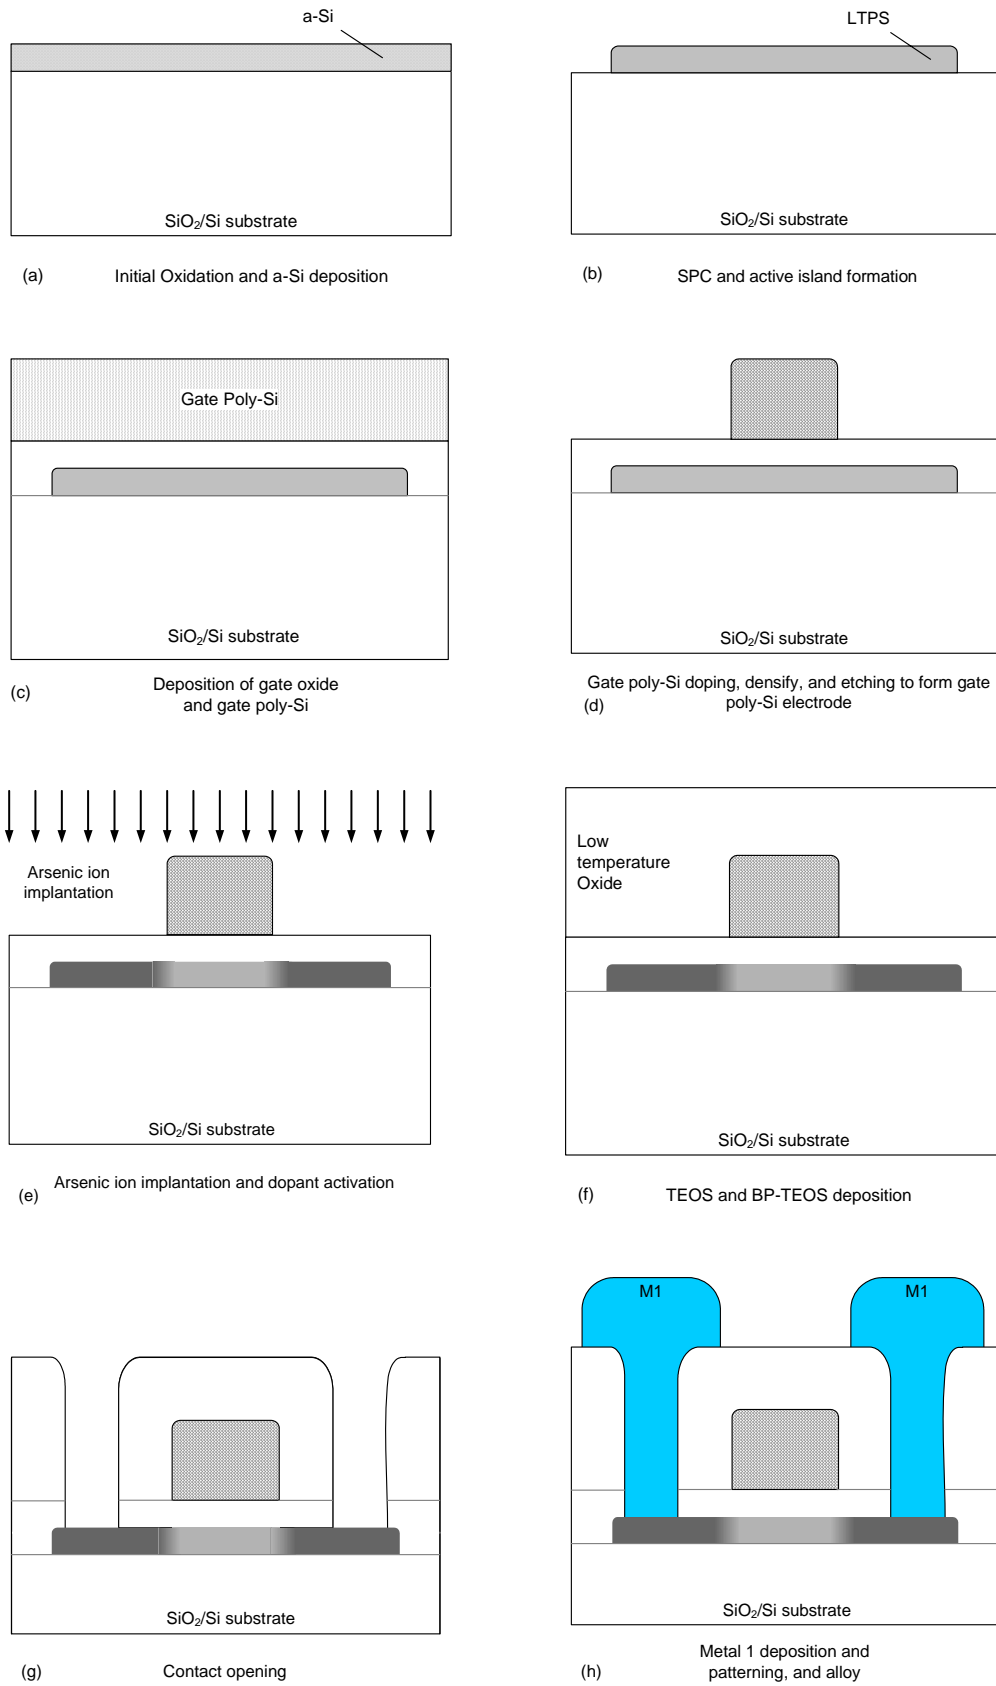 a-Si
SiO₂/Si substrate
(a) Initial Oxidation and a-Si deposition
LTPS
SiO₂/Si substrate
(b) SPC and active island formation
Gate Poly-Si
SiO₂/Si substrate
(c) Deposition of gate oxide
and gate poly-Si
SiO₂/Si substrate
Gate poly-Si doping, densify, and etching to form gate
(d) poly-Si electrode
Arsenic ion
implantation
SiO₂/Si substrate
(e) Arsenic ion implantation and dopant activation
Low
temperature
Oxide
SiO₂/Si substrate
(f) TEOS and BP-TEOS deposition
SiO₂/Si substrate
(g) Contact opening
M1 M1
SiO₂/Si substrate
Metal 1 deposition and
(h) patterning, and alloy